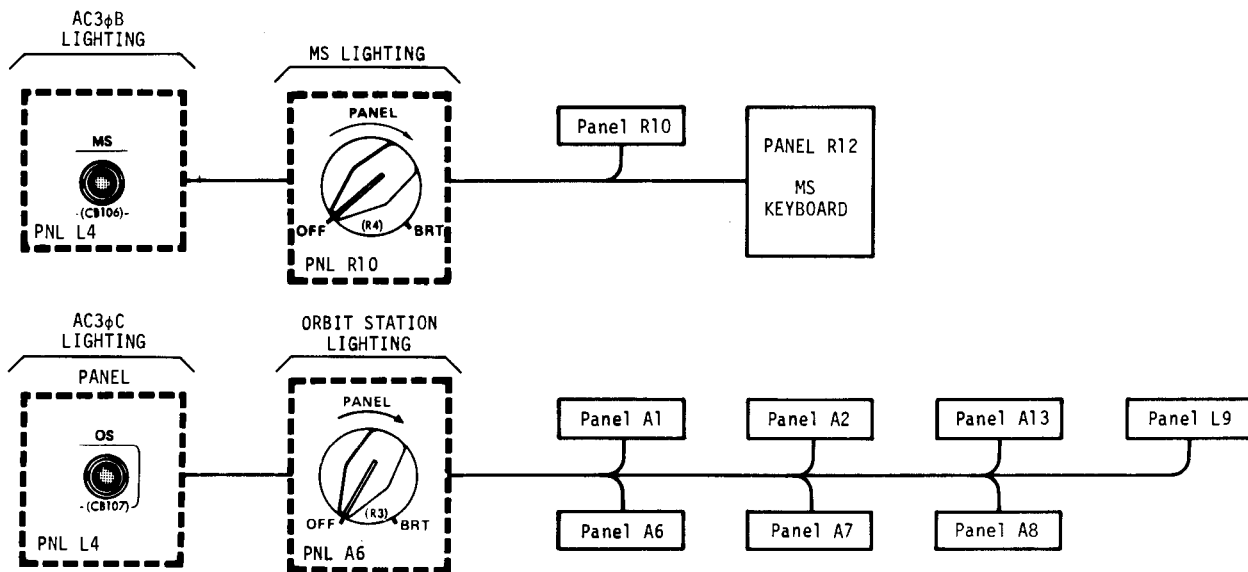 AC3ϕB
LIGHTING
MS LIGHTING
MS
-(CB106)-
PNL L4
PANEL
OFF
(R4)
BRT
PNL R10
Panel R10
PANEL R12
MS
KEYBOARD
AC3ϕC
LIGHTING
PANEL
ORBIT STATION
LIGHTING
OS
-(CB107)
PNL L4
PANEL
OFF
(R3)
BRT
PNL A6
Panel A1
Panel A2
Panel A13
Panel L9
Panel A6
Panel A7
Panel A8